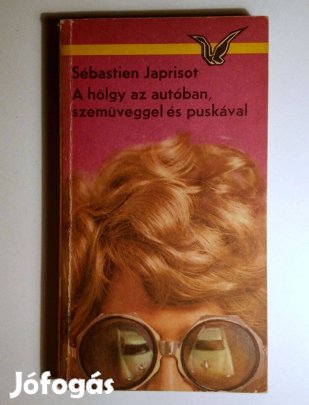 Sébastien Japrisot
A hölgy az autóban,
szemüveggel és puskával
Jófogás